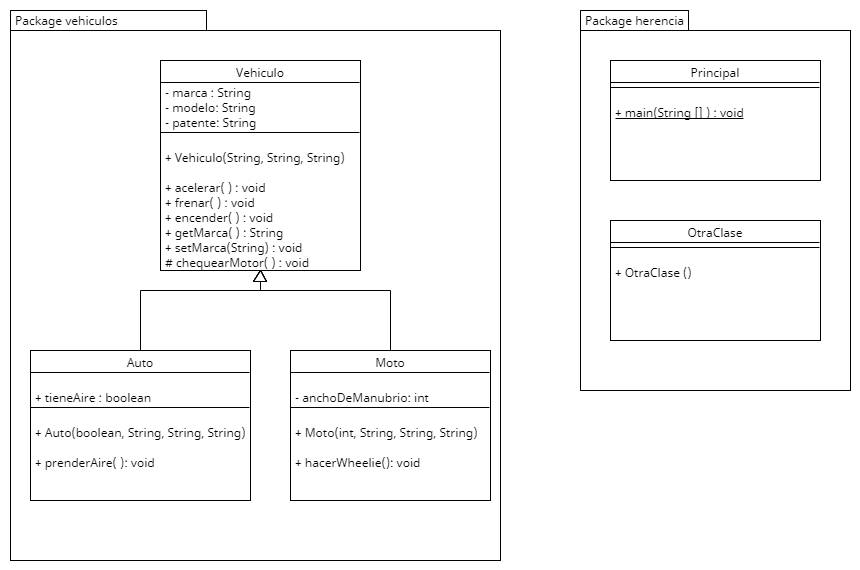 Package vehiculos
Vehiculo
- marca : String
- modelo: String
- patente: String
+ Vehiculo(String, String, String)
+ acelerar( ) : void
+ frenar( ) : void
+ encender( ) : void
+ getMarca( ) : String
+ setMarca(String) : void
# chequearMotor( ) : void
Auto
+ tieneAire : boolean
+ Auto(boolean, String, String, String)
+ prenderAire( ): void
Moto
- anchoDeManubrio: int
+ Moto(int, String, String, String)
+ hacerWheelie(): void
Package herencia
Principal
+ main(String [] ) : void
OtraClase
+ OtraClase ()